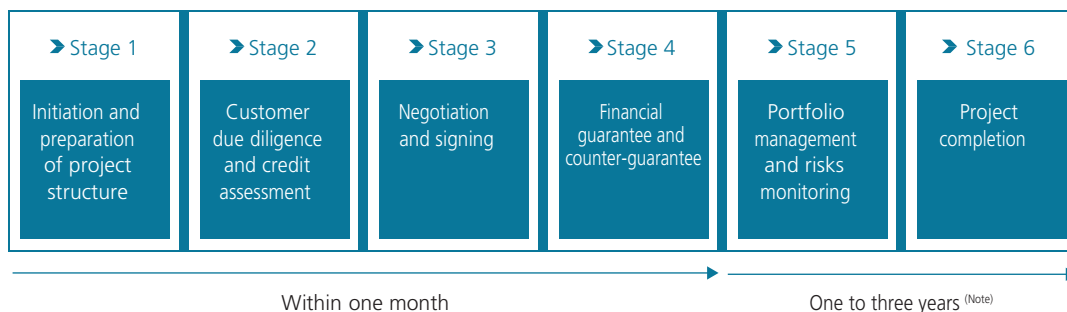 Stage 1
Initiation and
preparation
of project
structure
Stage 2
Customer
due diligence
and credit
assessment
Stage 3
Negotiation
and signing
Stage 4
Financial
guarantee and
counter-guarantee
Stage 5
Portfolio
management
and risks
monitoring
Stage 6
Project
completion
Within one month
One to three years (Note)